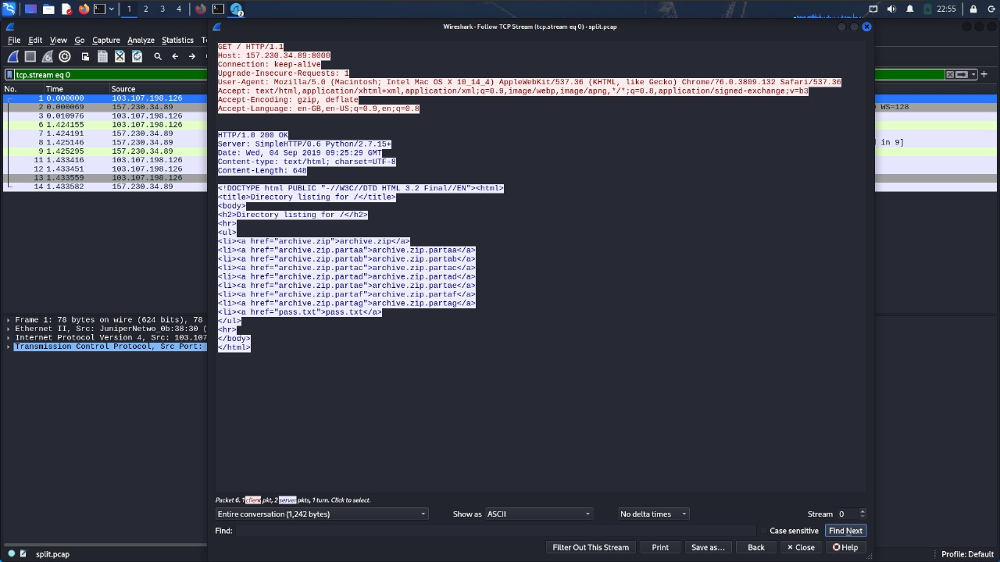 1 2 3 4 2 22:55
Wireshark · Follow TCP Stream (tcp.stream eq 0) · split.pcap
File Edit View Go Capture Analyze Statistics
tcp.stream eq 0
No. Time Source
1 0.000000 103.107.198.126
2 0.000069 157.230.34.89 WS=128
3 0.010976 103.107.198.126
6 1.424155 103.107.198.126
7 1.424191 157.230.34.89
8 1.425146 157.230.34.89 in 9]
9 1.425295 157.230.34.89
11 1.433416 103.107.198.126
12 1.433451 103.107.198.126
13 1.433559 103.107.198.126
14 1.433582 157.230.34.89
Frame 1: 78 bytes on wire (624 bits), 78
Ethernet II, Src: JuniperNetwo_0b:38:30 (
Internet Protocol Version 4, Src: 103.107
Transmission Control Protocol, Src Port:
GET / HTTP/1.1
Host: 157.230.34.89:8000
Connection: keep-alive
Upgrade-Insecure-Requests: 1
User-Agent: Mozilla/5.0 (Macintosh; Intel Mac OS X 10_14_4) AppleWebKit/537.36 (KHTML, like Gecko) Chrome/76.0.3809.132 Safari/537.36
Accept: text/html,application/xhtml+xml,application/xml;q=0.9,image/webp,image/apng,*/*;q=0.8,application/signed-exchange;v=b3
Accept-Encoding: gzip, deflate
Accept-Language: en-GB,en-US;q=0.9,en;q=0.8
HTTP/1.0 200 OK
Server: SimpleHTTP/0.6 Python/2.7.15+
Date: Wed, 04 Sep 2019 09:25:29 GMT
Content-type: text/html; charset=UTF-8
Content-Length: 648
<!DOCTYPE html PUBLIC "-//W3C//DTD HTML 3.2 Final//EN"><html>
<title>Directory listing for /</title>
<body>
<h2>Directory listing for /</h2>
<hr>
<ul>
<li><a href="archive.zip">archive.zip</a>
<li><a href="archive.zip.partaa">archive.zip.partaa</a>
<li><a href="archive.zip.partab">archive.zip.partab</a>
<li><a href="archive.zip.partac">archive.zip.partac</a>
<li><a href="archive.zip.partad">archive.zip.partad</a>
<li><a href="archive.zip.partae">archive.zip.partae</a>
<li><a href="archive.zip.partaf">archive.zip.partaf</a>
<li><a href="archive.zip.partag">archive.zip.partag</a>
<li><a href="pass.txt">pass.txt</a>
</ul>
<hr>
</body>
</html>
Packet 6. 1 client pkt, 2 server pkts, 1 turn. Click to select.
Entire conversation (1,242 bytes) Show as ASCII No delta times Stream 0
Find: Case sensitive Find Next
Filter Out This Stream Print Save as… Back × Close Help
split.pcap Profile: Default